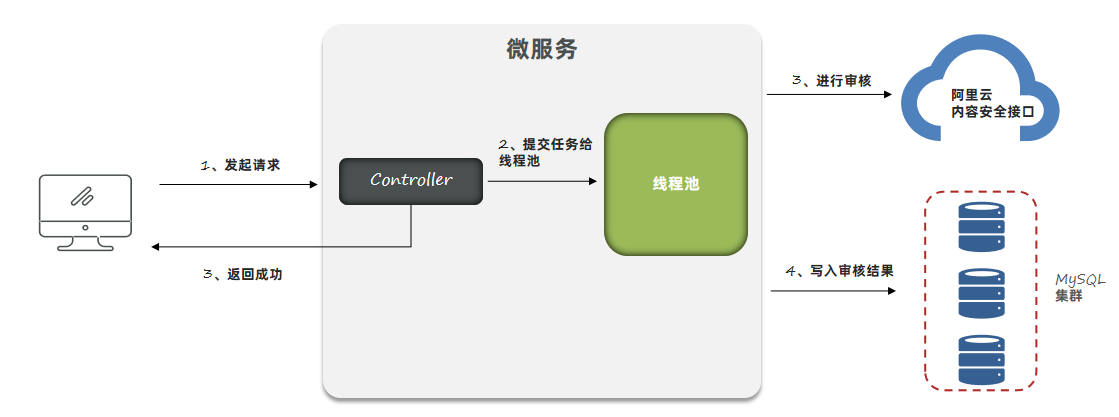 微服务
3、进行审核
阿里云
内容安全接口
1、发起请求
2、提交任务给
线程池
Controller
线程池
3、返回成功
4、写入审核结果
MySQL
集群